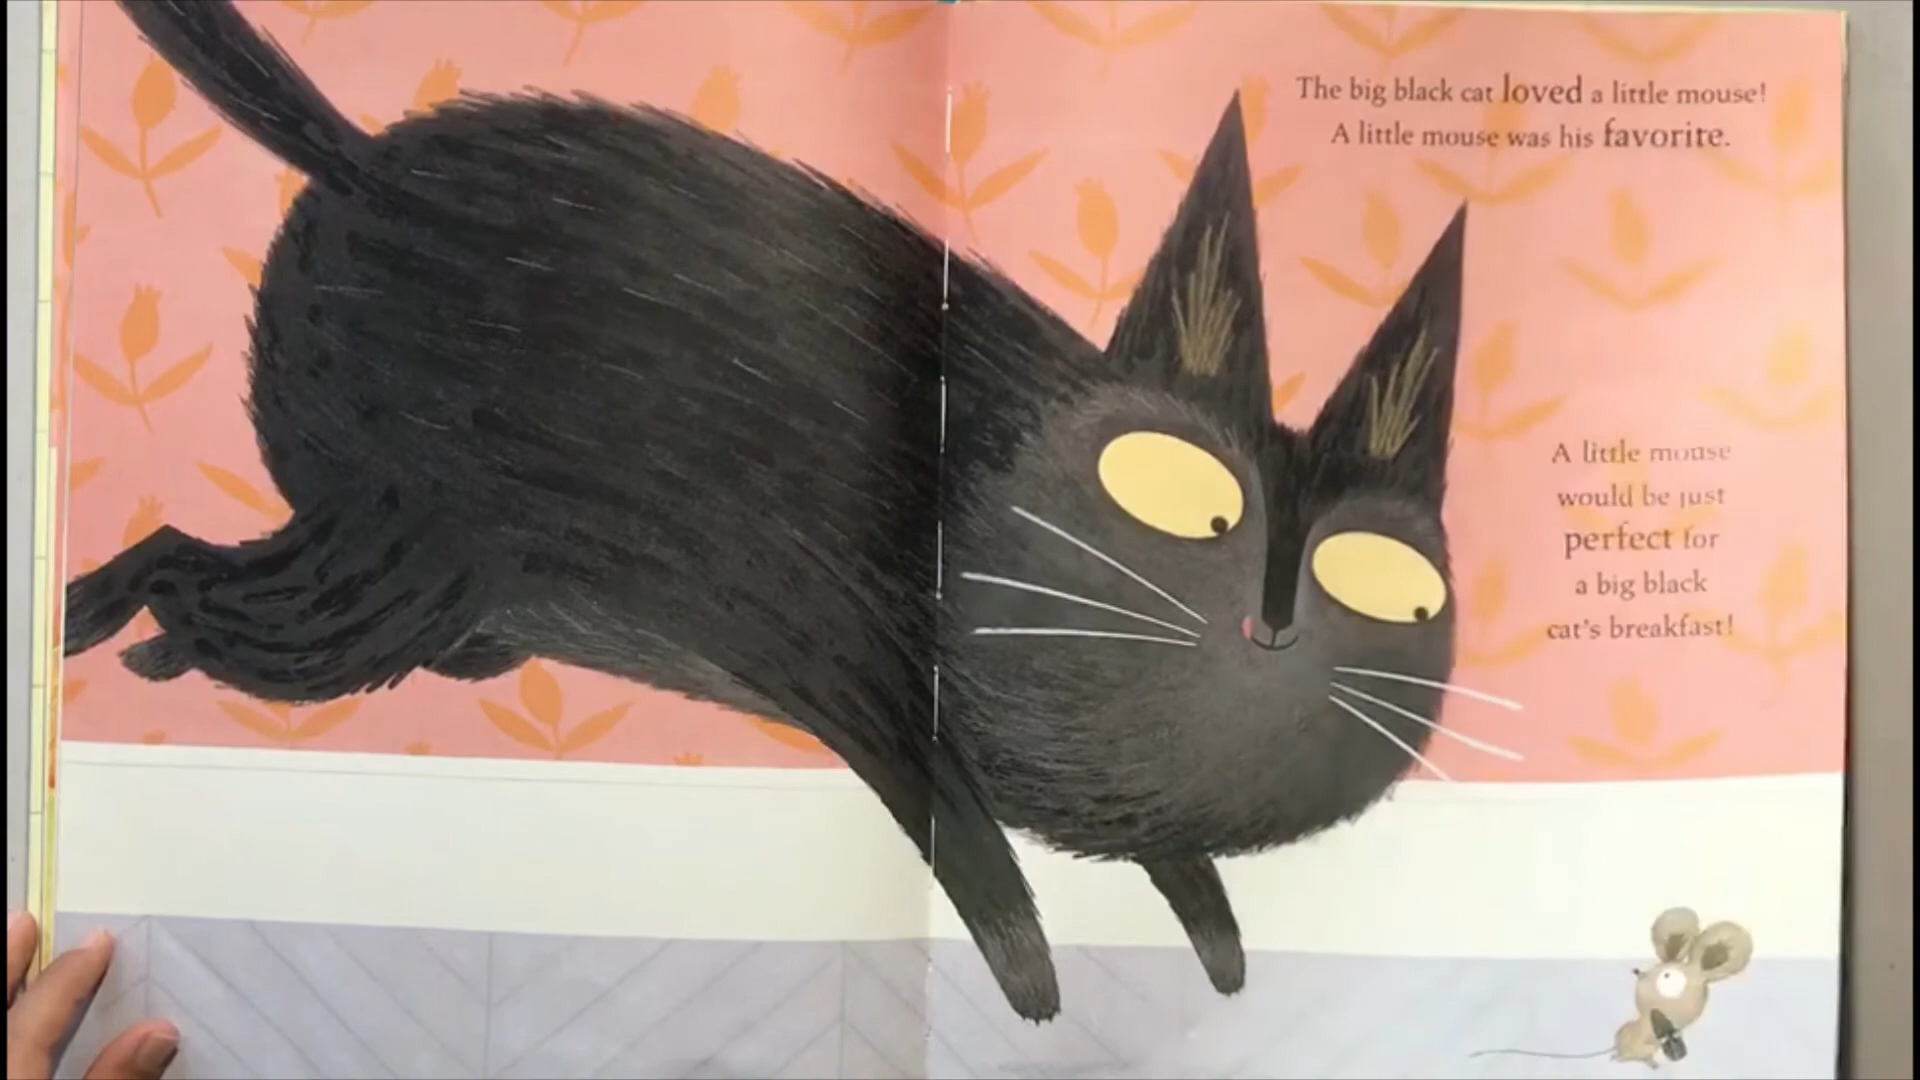 The big black cat loved a little mouse!
A little mouse was his favorite.
A little mouse
would be just
perfect for
a big black
cat's breakfast!